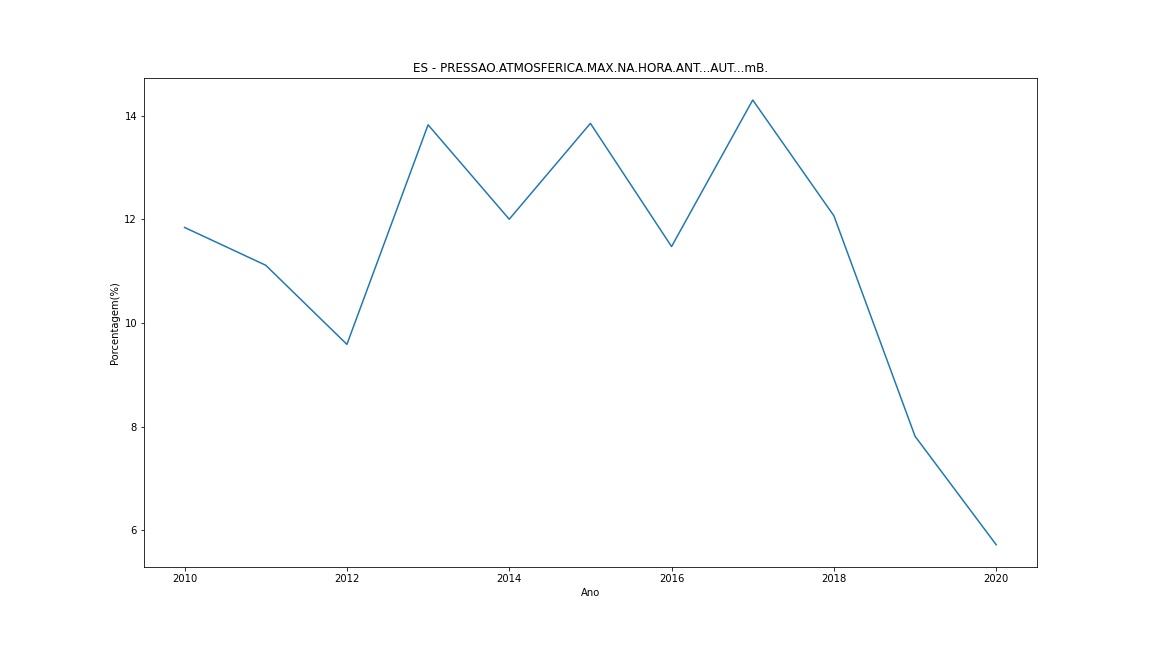 ES - PRESSAO.ATMOSFERICA.MAX.NA.HORA.ANT...AUT...mB.
14
12
10
8
6
Porcentagem(%)
2010 2012 2014 2016 2018 2020
Ano